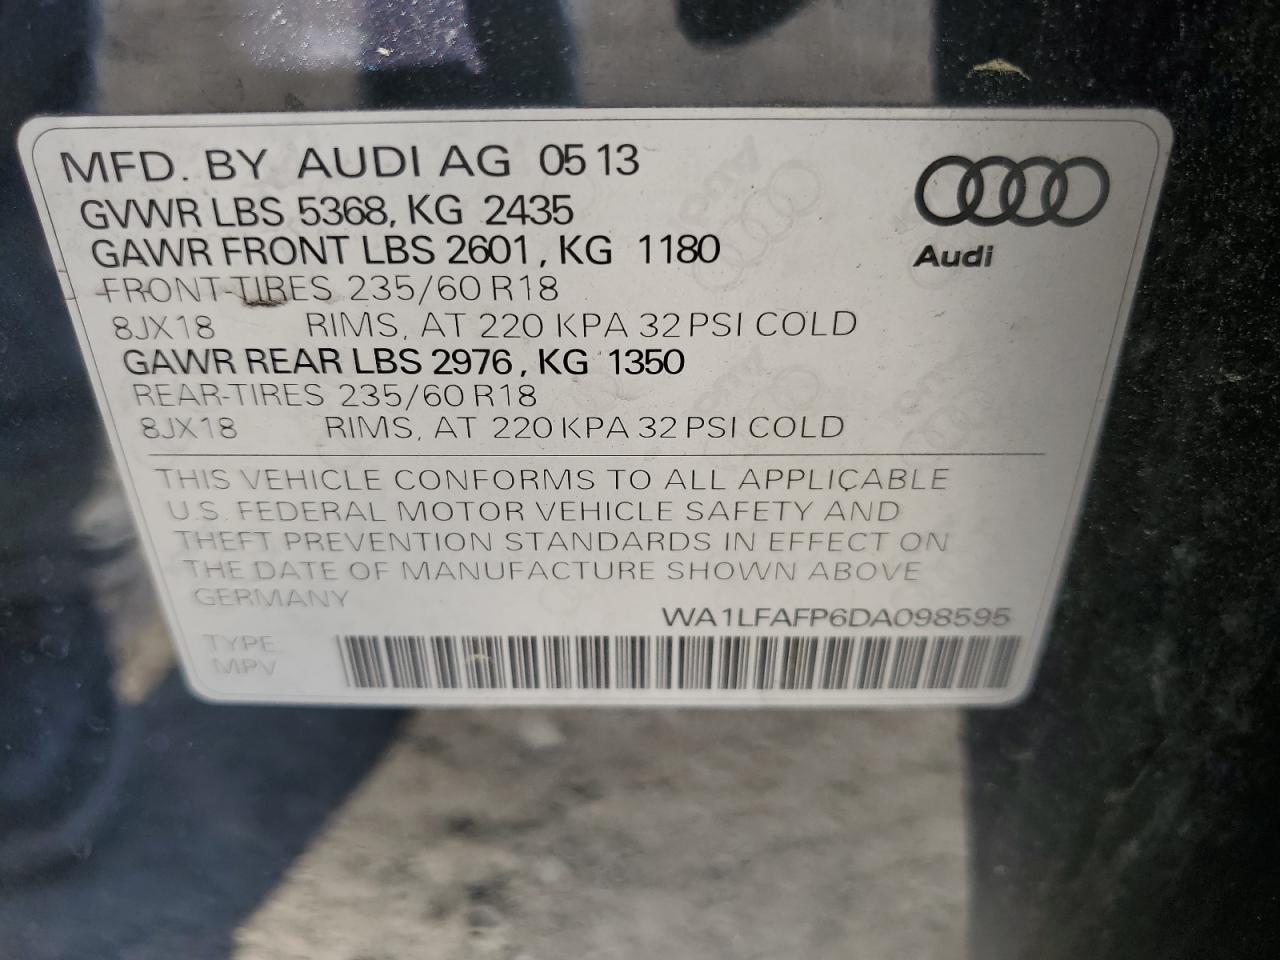 MFD. BY AUDI AG 05 13
Audi
GVWR LBS 5368, KG 2435
GAWR FRONT LBS 2601, KG 1180
FRONT-TIRES 235/60 R18
8JX18 RIMS, AT 220 KPA 32 PSI COLD
GAWR REAR LBS 2976, KG 1350
REAR-TIRES 235/60 R18
8JX18 RIMS, AT 220 KPA 32 PSI COLD
THIS VEHICLE CONFORMS TO ALL APPLICABLE
U.S. FEDERAL MOTOR VEHICLE SAFETY AND
THEFT PREVENTION STANDARDS IN EFFECT ON
THE DATE OF MANUFACTURE SHOWN ABOVE
GERMANY
WA1LFAFP6DA098595
TYPE
MPV